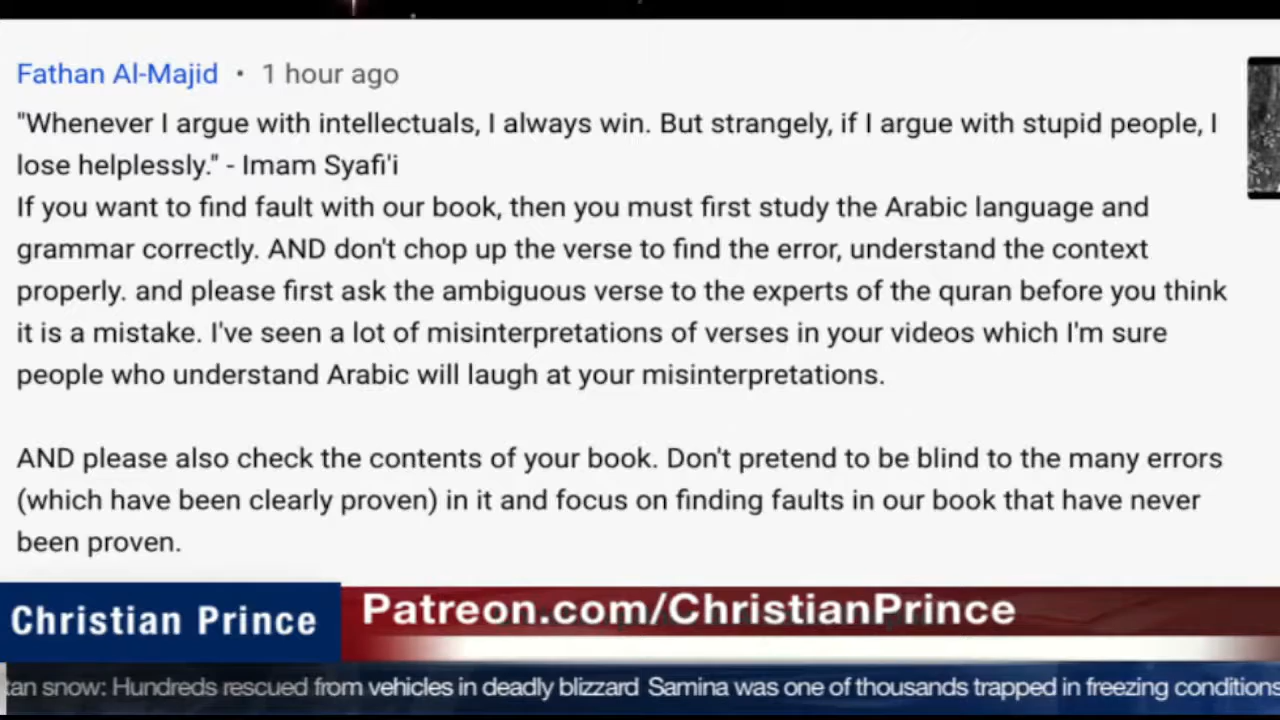 Fathan Al-Majid • 1 hour ago
"Whenever I argue with intellectuals, I always win. But strangely, if I argue with stupid people, I
lose helplessly." - Imam Syafi'i
If you want to find fault with our book, then you must first study the Arabic language and
grammar correctly. AND don't chop up the verse to find the error, understand the context
properly. and please first ask the ambiguous verse to the experts of the quran before you think
it is a mistake. I've seen a lot of misinterpretations of verses in your videos which I'm sure
people who understand Arabic will laugh at your misinterpretations.
AND please also check the contents of your book. Don't pretend to be blind to the many errors
(which have been clearly proven) in it and focus on finding faults in our book that have never
been proven.
Christian Prince
Patreon.com/ChristianPrince
tan snow: Hundreds rescued from vehicles in deadly blizzard Samina was one of thousands trapped in freezing conditions